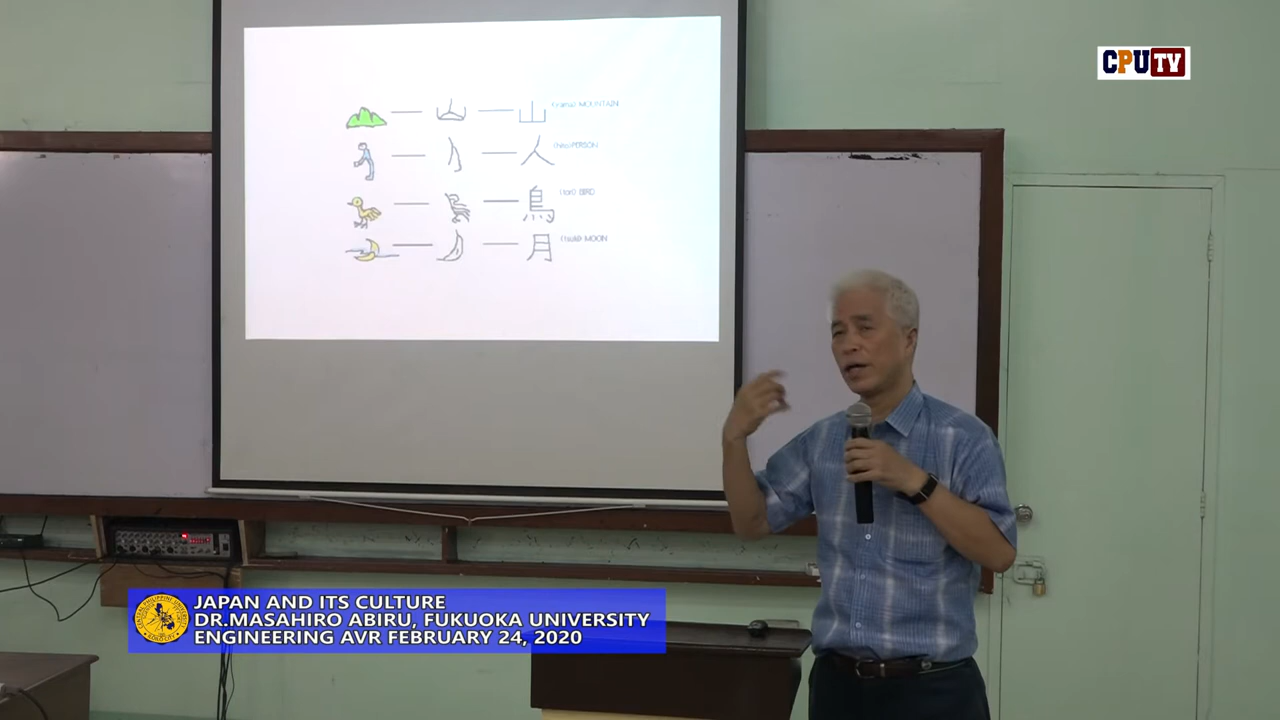 CPUTV
山 (yama) MOUNTAIN
人 (hito) PERSON
鳥 (tori) BIRD
月 (tsuki) MOON
JAPAN AND ITS CULTURE
DR.MASAHIRO ABIRU, FUKUOKA UNIVERSITY
ENGINEERING AVR FEBRUARY 24, 2020